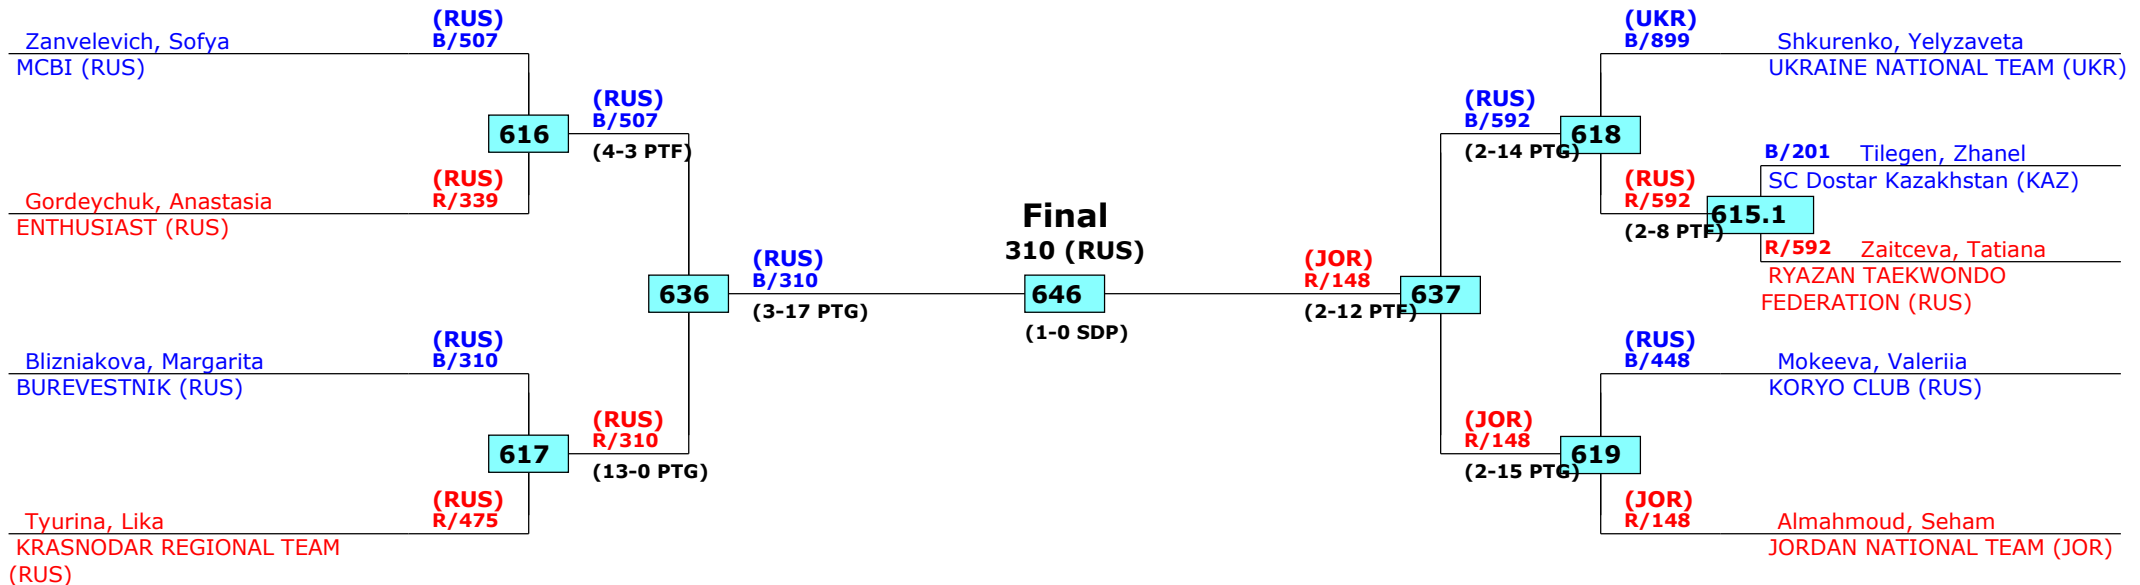 (RUS)
B/507
Zanvelevich, Sofya
MCBI (RUS)
616
(RUS)
B/507
(4-3 PTF)
(RUS)
R/339
Gordeychuk, Anastasia
ENTHUSIAST (RUS)
636
(RUS)
B/310
(3-17 PTG)
(RUS)
B/310
Blizniakova, Margarita
BUREVESTNIK (RUS)
617
(RUS)
R/310
(13-0 PTG)
(RUS)
R/475
Tyurina, Lika
KRASNODAR REGIONAL TEAM
(RUS)
Final
310 (RUS)
646
(1-0 SDP)
(JOR)
R/148
(2-12 PTF)
637
(RUS)
B/592
(2-14 PTG)
618
(UKR)
B/899
Shkurenko, Yelyzaveta
UKRAINE NATIONAL TEAM (UKR)
(RUS)
R/592
(2-8 PTF)
615.1
B/201 Tilegen, Zhanel
SC Dostar Kazakhstan (KAZ)
R/592 Zaitceva, Tatiana
RYAZAN TAEKWONDO
FEDERATION (RUS)
(RUS)
B/448
Mokeeva, Valeriia
KORYO CLUB (RUS)
(JOR)
R/148
(2-15 PTG)
619
(JOR)
R/148
Almahmoud, Seham
JORDAN NATIONAL TEAM (JOR)